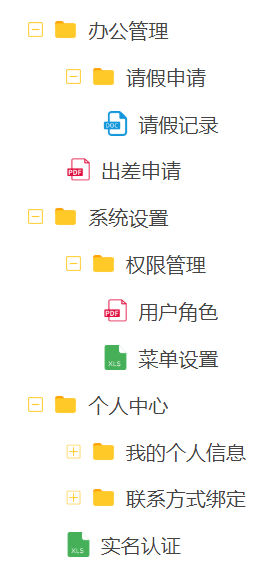 办公管理
请假申请
DOC 请假记录
PDF 出差申请
系统设置
权限管理
PDF 用户角色
XLS 菜单设置
个人中心
我的个人信息
联系方式绑定
XLS 实名认证